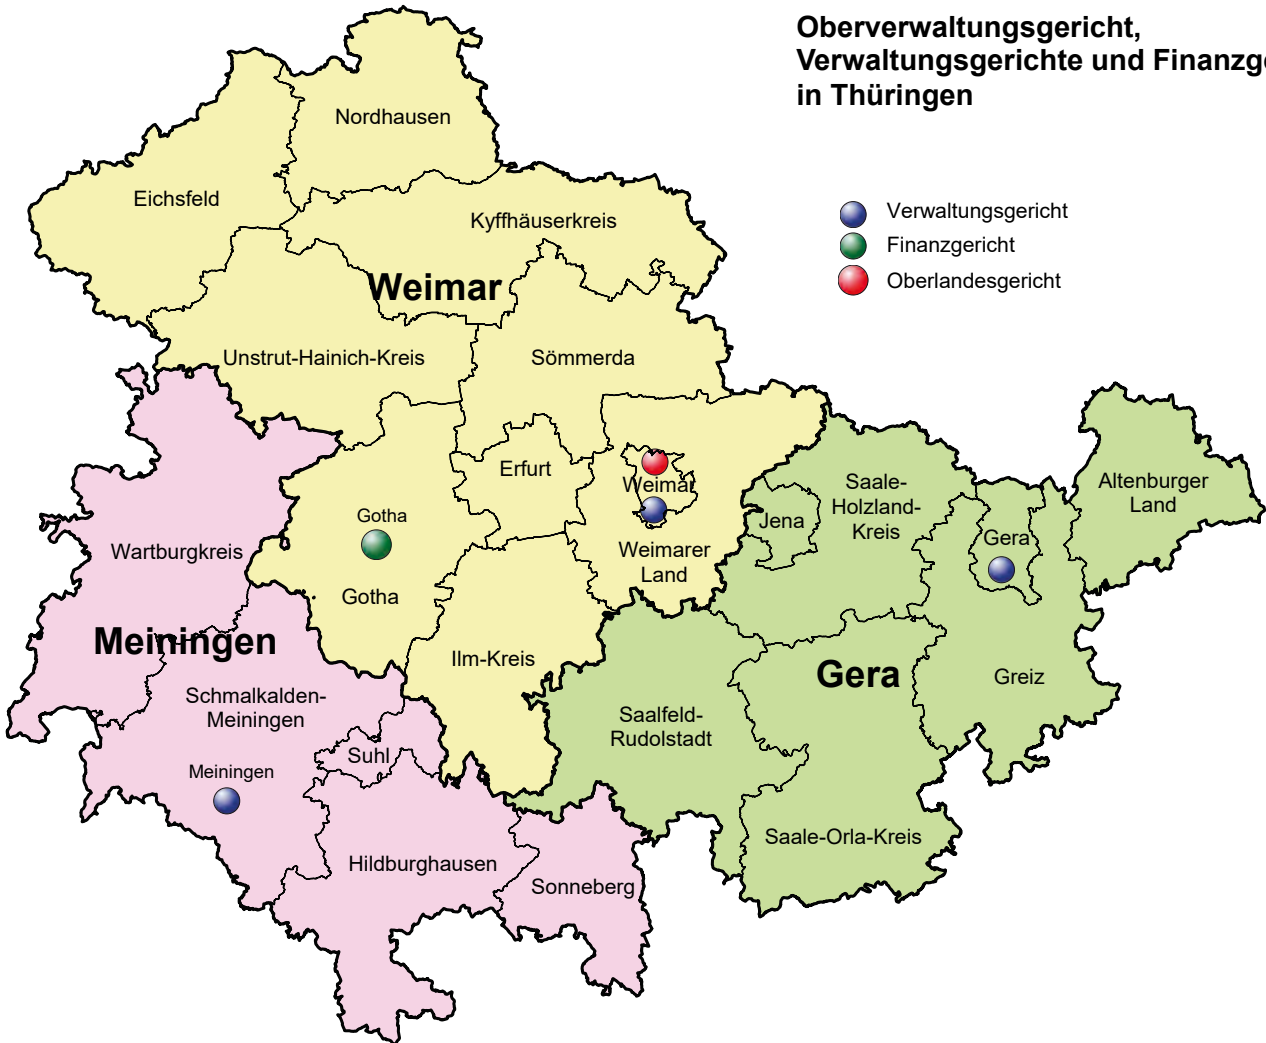 Oberverwaltungsgericht,
Verwaltungsgerichte und Finanzge
in Thüringen
Verwaltungsgericht
Finanzgericht
Oberlandesgericht
Nordhausen
Eichsfeld
Kyffhäuserkreis
Weimar
Unstrut-Hainich-Kreis
Sömmerda
Erfurt
Weimar
Gotha
Gotha
Weimarer
Land
Jena
Saale-
Holzland-
Kreis
Gera
Altenburger
Land
Wartburgkreis
Meiningen
Ilm-Kreis
Gera
Greiz
Schmalkalden-
Meiningen
Saalfeld-
Rudolstadt
Suhl
Meiningen
Hildburghausen
Sonneberg
Saale-Orla-Kreis